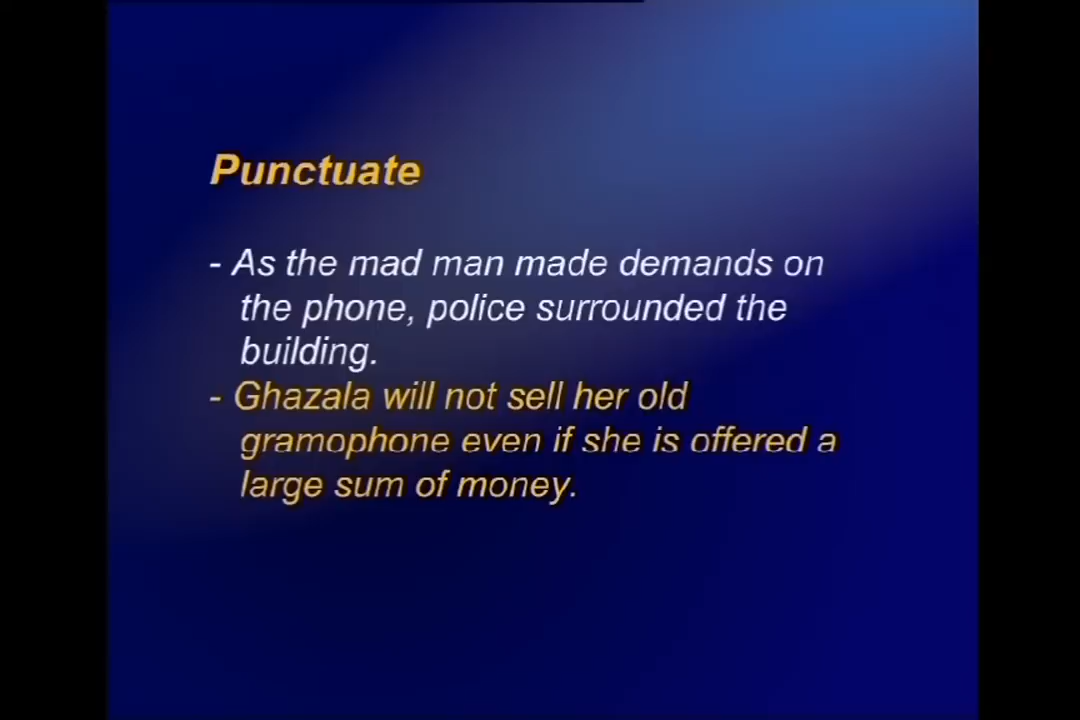 Punctuate
- As the mad man made demands on
the phone, police surrounded the
building.
- Ghazala will not sell her old
gramophone even if she is offered a
large sum of money.